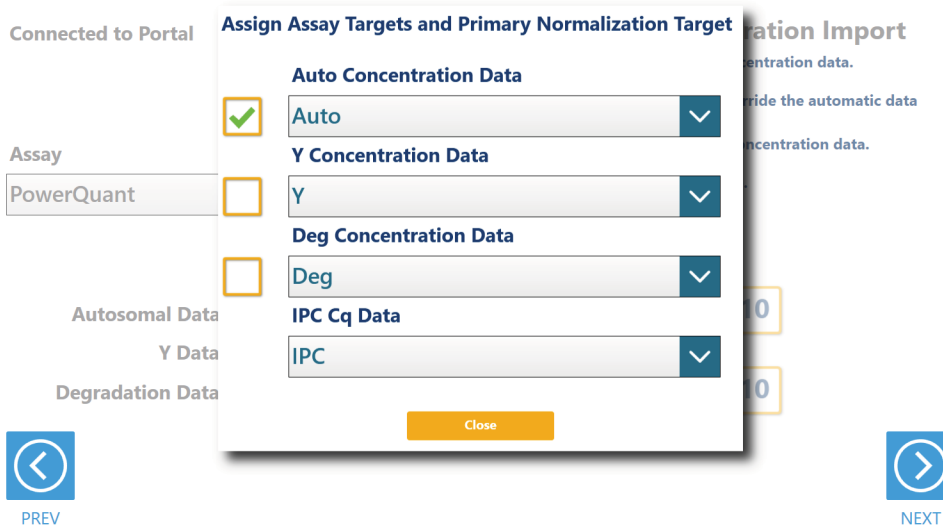 Assign Assay Targets and Primary Normalization Target
Connected to Portal
ration Import
entration data.
Auto Concentration Data
rride the automatic data
Auto
ncentration data.
Assay
Y Concentration Data
PowerQuant
Y
Deg Concentration Data
Deg
Autosomal Data
IPC Cq Data
10
Y Data
IPC
Degradation Data
10
Close
PREV
NEXT